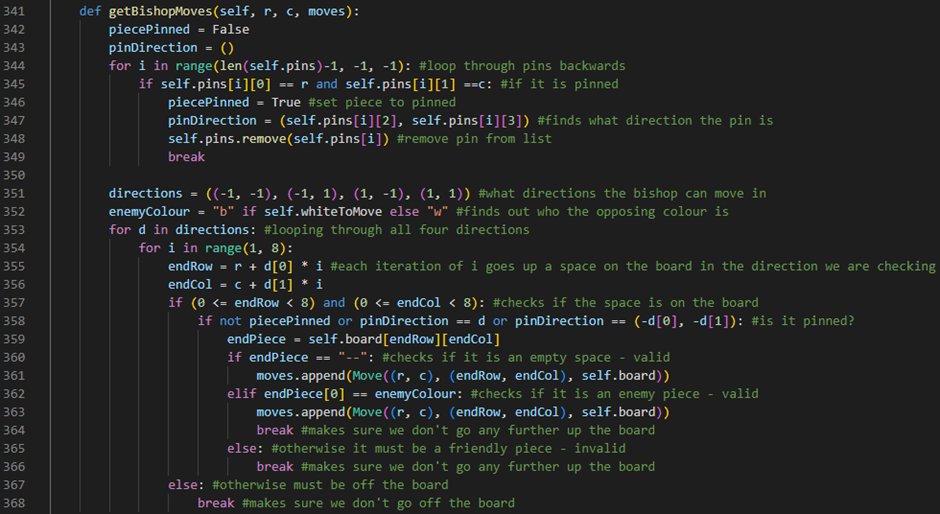 341 def getBishopMoves(self, r, c, moves):
342 piecePinned = False
343 pinDirection = ()
344 for i in range(len(self.pins)-1, -1, -1): #loop through pins backwards
345 if self.pins[i][0] == r and self.pins[i][1] ==c: #if it is pinned
346 piecePinned = True #set piece to pinned
347 pinDirection = (self.pins[i][2], self.pins[i][3]) #finds what direction the pin is
348 self.pins.remove(self.pins[i]) #remove pin from list
349 break
350
351 directions = ((-1, -1), (-1, 1), (1, -1), (1, 1)) #what directions the bishop can move in
352 enemyColour = "b" if self.whiteToMove else "w" #finds out who the opposing colour is
353 for d in directions: #looping through all four directions
354 for i in range(1, 8):
355 endRow = r + d[0] * i #each iteration of i goes up a space on the board in the direction we are checking
356 endCol = c + d[1] * i
357 if (0 <= endRow < 8) and (0 <= endCol < 8): #checks if the space is on the board
358 if not piecePinned or pinDirection == d or pinDirection == (-d[0], -d[1]): #is it pinned?
359 endPiece = self.board[endRow][endCol]
360 if endPiece == "--": #checks if it is an empty space - valid
361 moves.append(Move((r, c), (endRow, endCol), self.board))
362 elif endPiece[0] == enemyColour: #checks if it is an enemy piece - valid
363 moves.append(Move((r, c), (endRow, endCol), self.board))
364 break #makes sure we don't go any further up the board
365 else: #otherwise it must be a friendly piece - invalid
366 break #makes sure we don't go any further up the board
367 else: #otherwise must be off the board
368 break #makes sure we don't go off the board